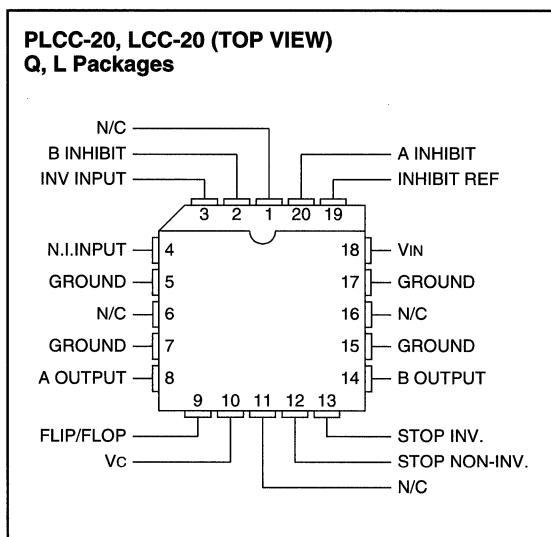 PLCC-20, LCC-20 (TOP VIEW)
Q, L Packages
N/C
B INHIBIT
A INHIBIT
INV INPUT
INHIBIT REF
3 2 1 20 19
N.I.INPUT 4
18 VIN
GROUND 5
17 GROUND
N/C 6
16 N/C
GROUND 7
15 GROUND
A OUTPUT 8
14 B OUTPUT
9 10 11 12 13
FLIP/FLOP
STOP INV.
VC
STOP NON-INV.
N/C